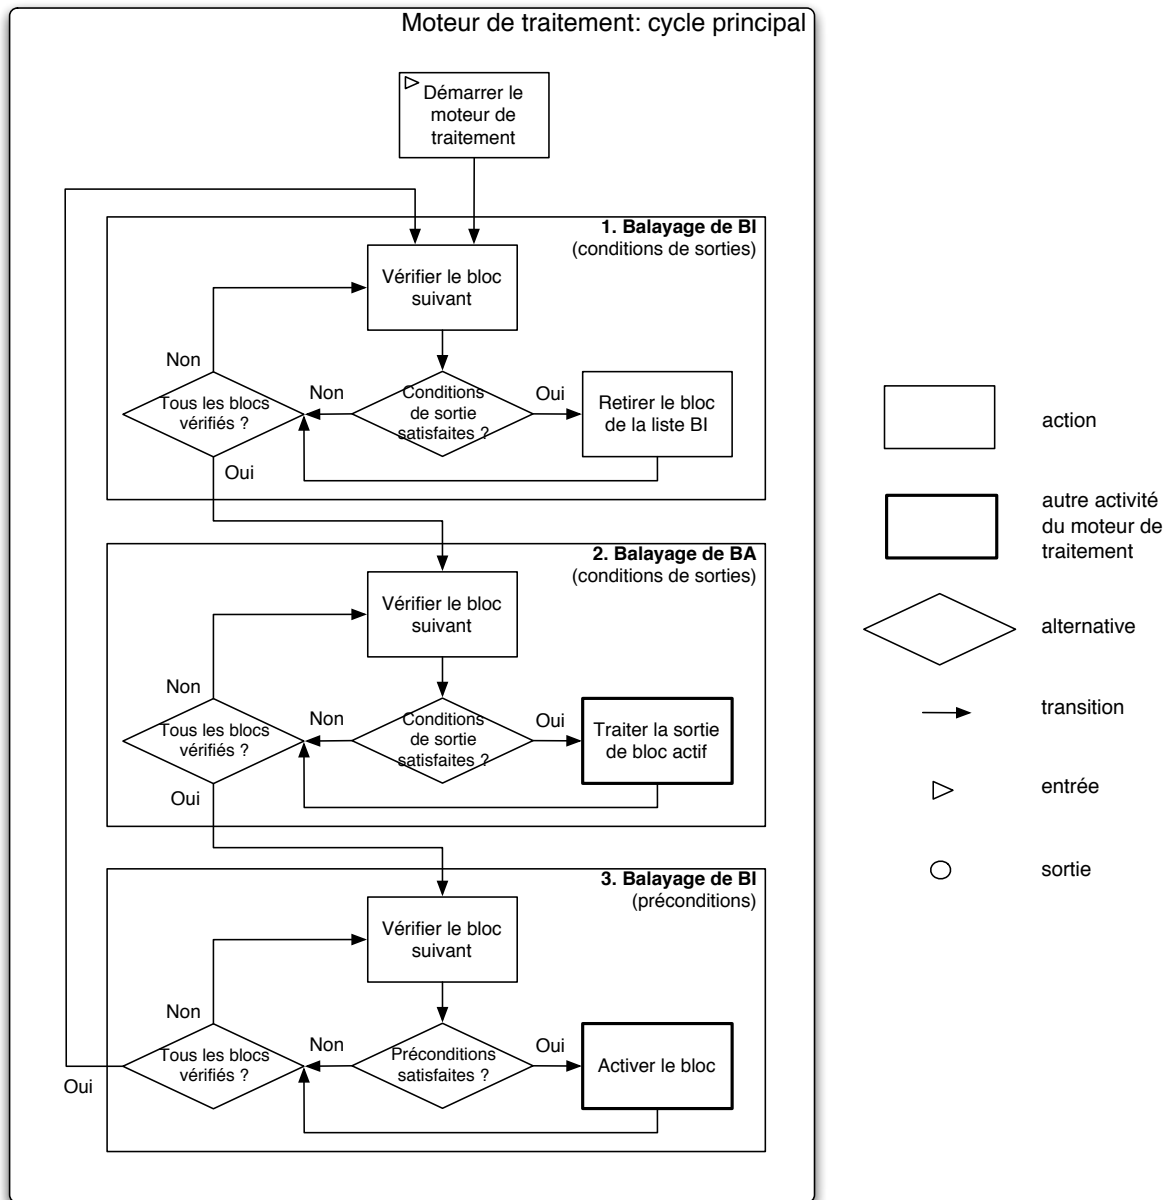 Moteur de traitement: cycle principal
Démarrer le
moteur de
traitement
1. Balayage de BI
(conditions de sorties)
Vérifier le bloc
suivant
Non
Tous les blocs
vérifiés ?
Non
Conditions
de sortie
satisfaites ?
Oui
Retirer le bloc
de la liste BI
Oui
2. Balayage de BA
(conditions de sorties)
Vérifier le bloc
suivant
Non
Tous les blocs
vérifiés ?
Non
Conditions
de sortie
satisfaites ?
Oui
Traiter la sortie
de bloc actif
Oui
3. Balayage de BI
(préconditions)
Vérifier le bloc
suivant
Non
Tous les blocs
vérifiés ?
Non
Préconditions
satisfaites ?
Oui
Activer le bloc
Oui
action
autre activité
du moteur de
traitement
alternative
transition
entrée
sortie